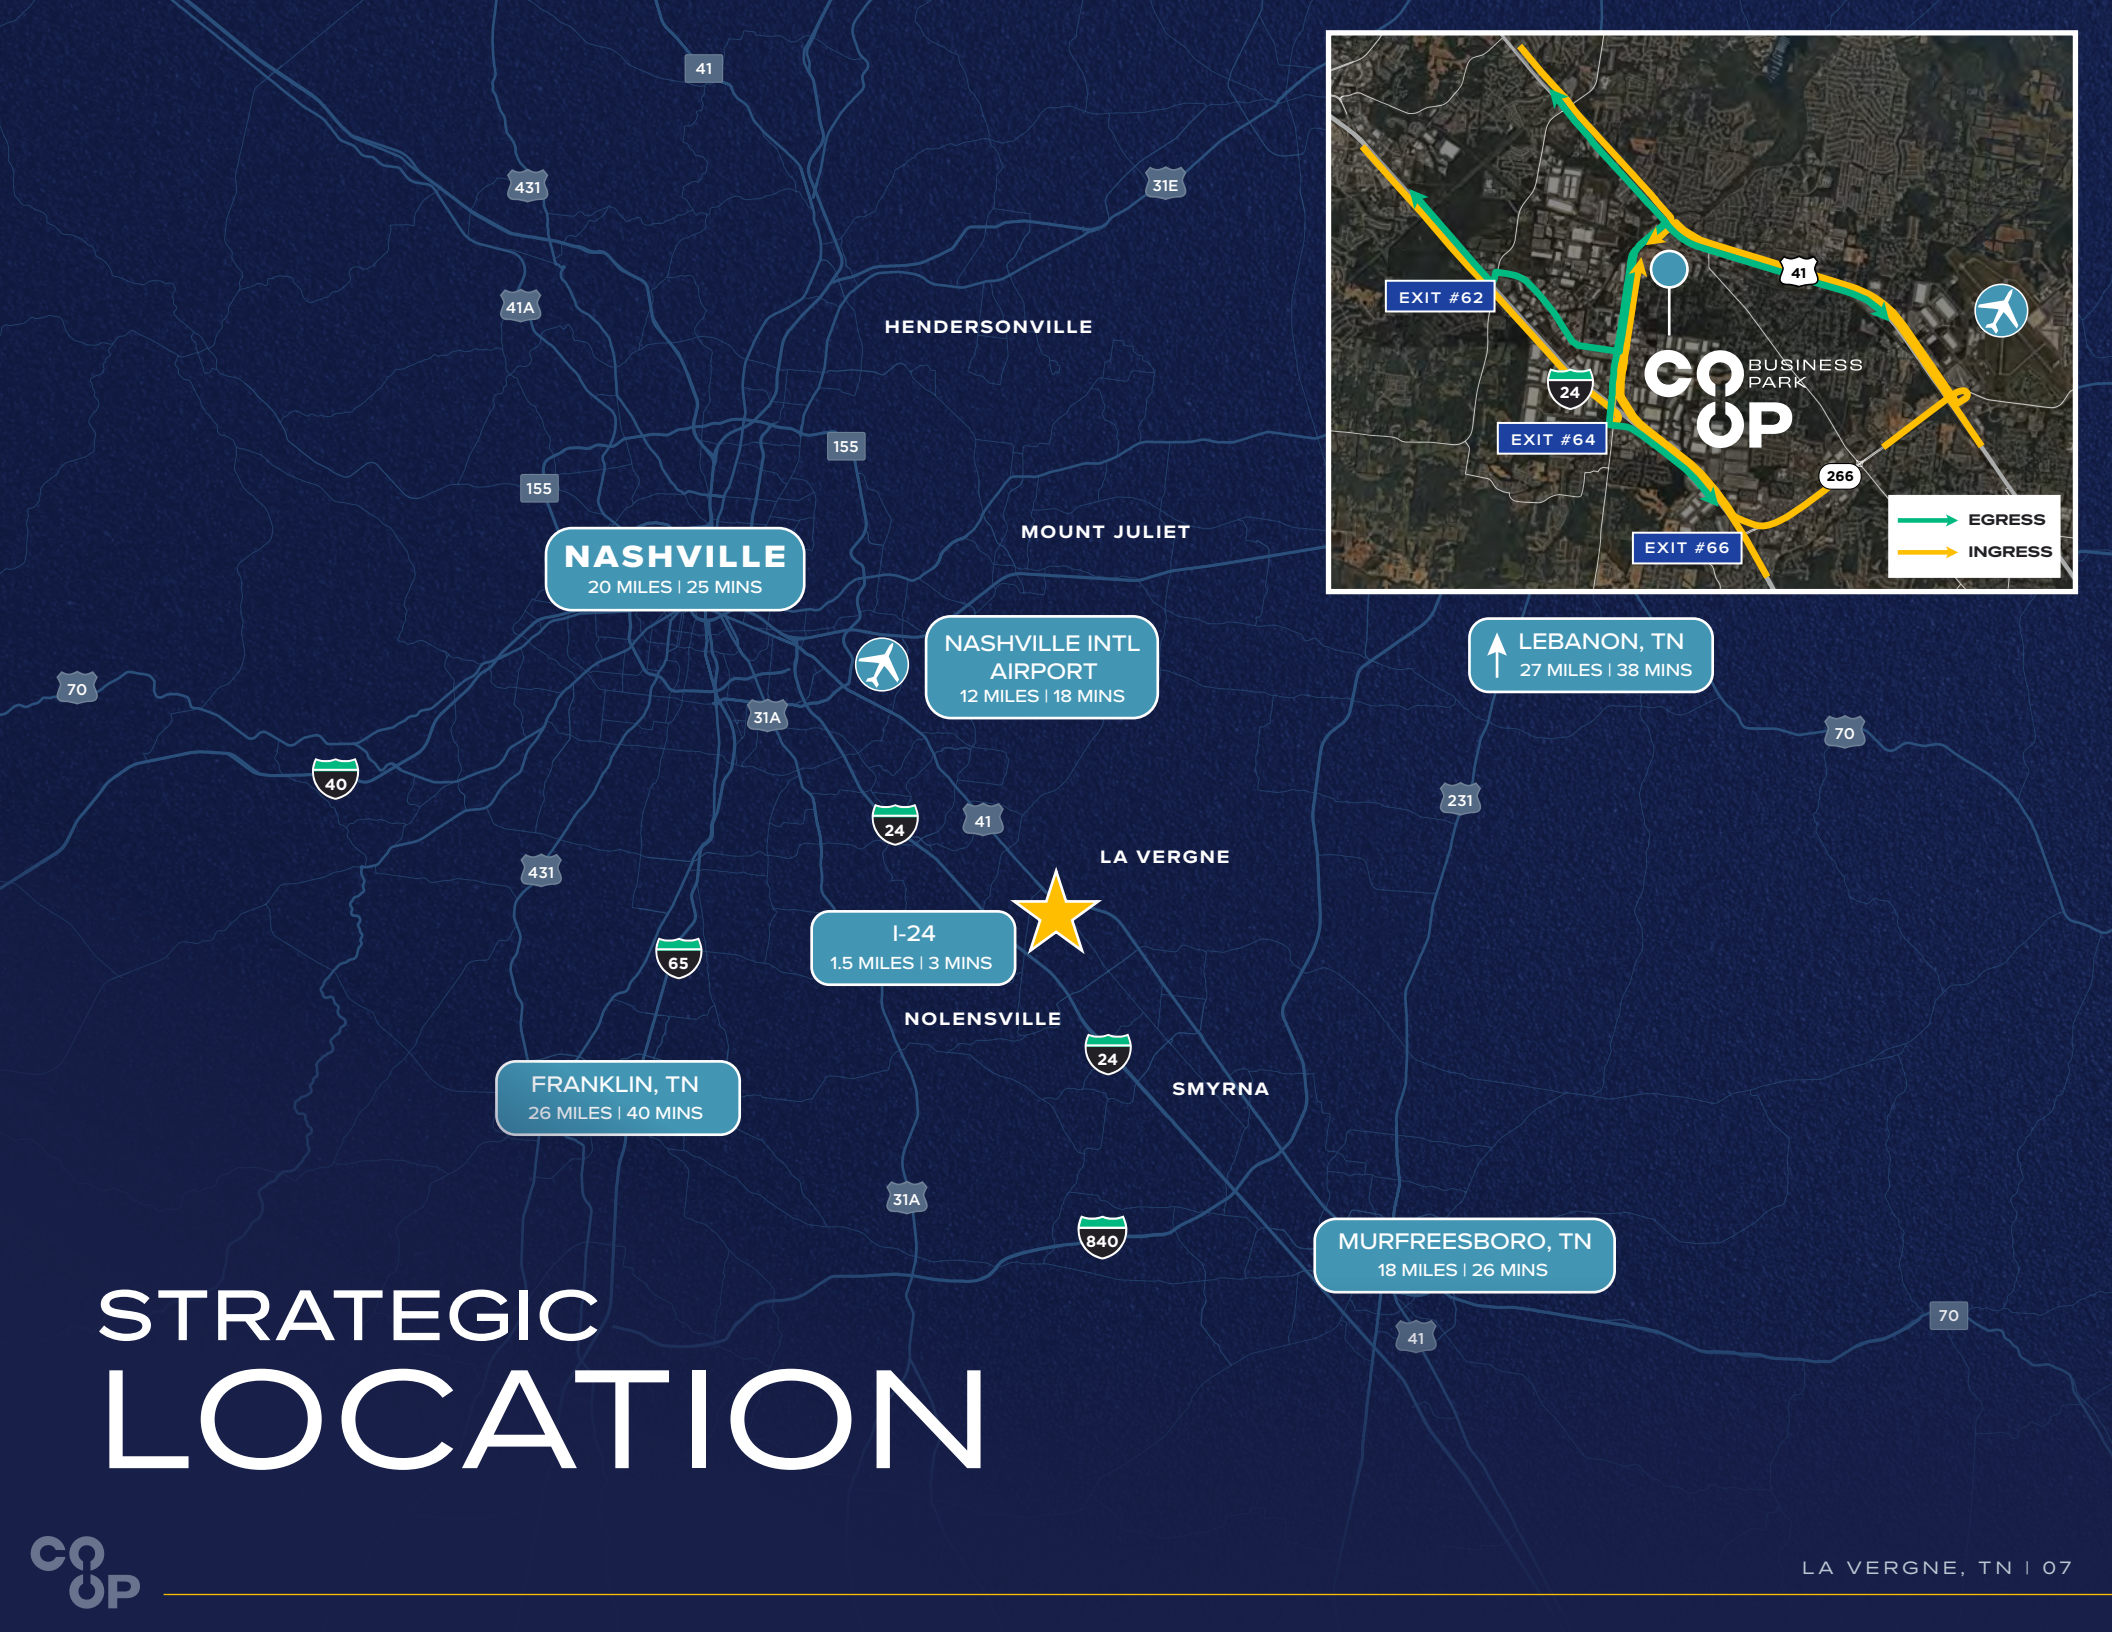 41
431
31E
41A
HENDERSONVILLE
155
155
MOUNT JULIET
NASHVILLE
20 MILES | 25 MINS
NASHVILLE INTL
AIRPORT
12 MILES | 18 MINS
70
31A
40
24
41
431
LA VERGNE
I-24
1.5 MILES | 3 MINS
65
NOLENSVILLE
24
SMYRNA
FRANKLIN, TN
26 MILES | 40 MINS
31A
840
MURFREESBORO, TN
18 MILES | 26 MINS
41
70
LEBANON, TN
27 MILES | 38 MINS
70
231
EXIT #62
41
24
COOP
BUSINESS
PARK
EXIT #64
266
EXIT #66
EGRESS
INGRESS
STRATEGIC
LOCATION
COOP
LA VERGNE, TN | 07